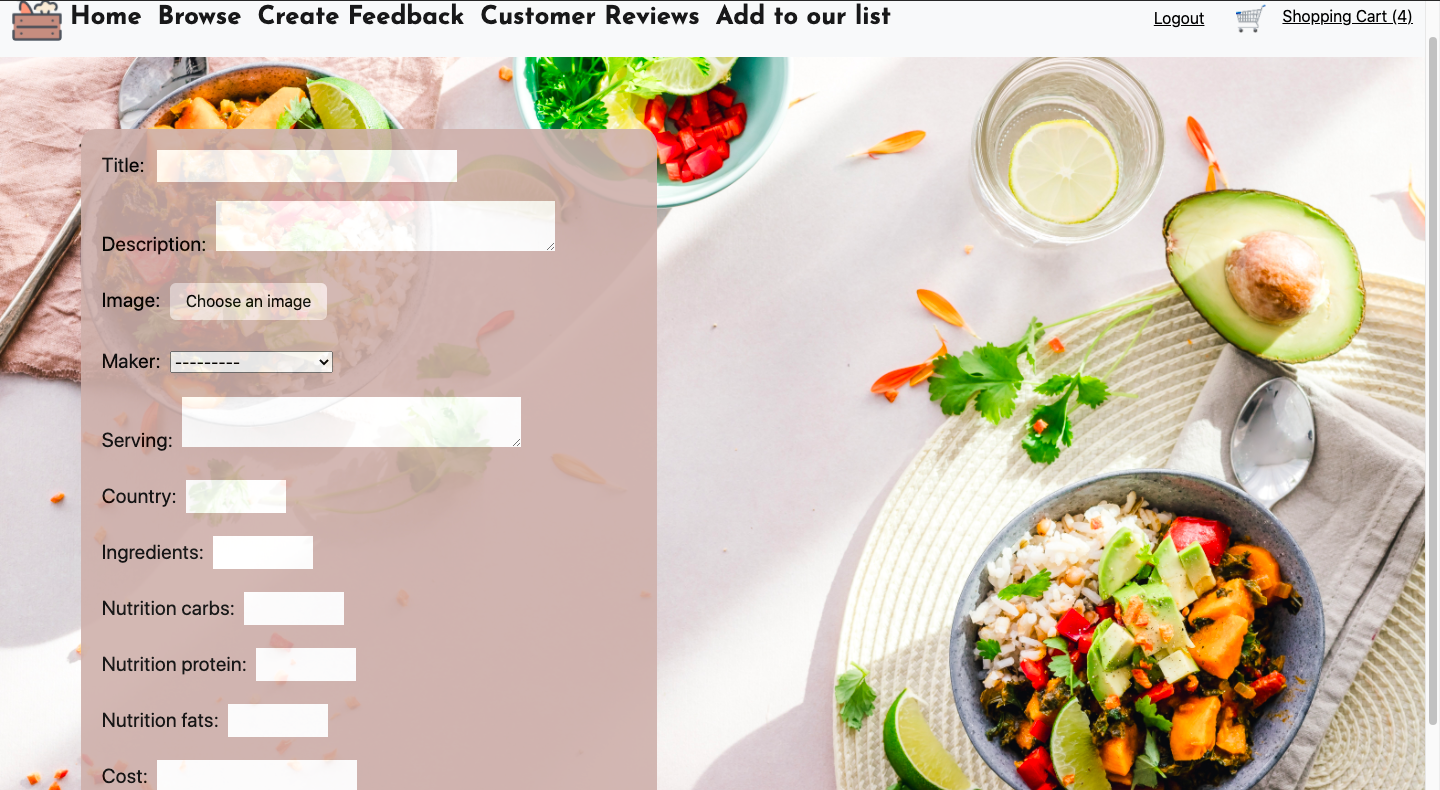 Home Browse Create Feedback Customer Reviews Add to our list
Logout
Shopping Cart (4)
Title:
Description:
Image: Choose an image
Maker: ---------
Serving:
Country:
Ingredients:
Nutrition carbs:
Nutrition protein:
Nutrition fats:
Cost: